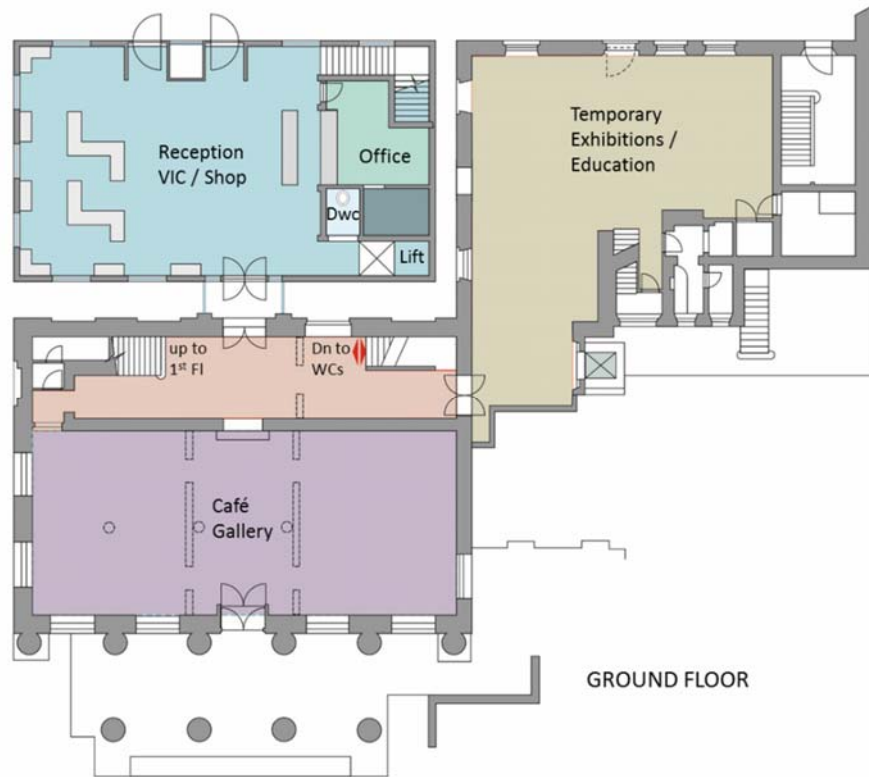 Reception
VIC / Shop
Office
Dwc
Lift
Temporary
Exhibitions /
Education
up to
1st Fl
Dn to
WCs
Café
Gallery
GROUND FLOOR